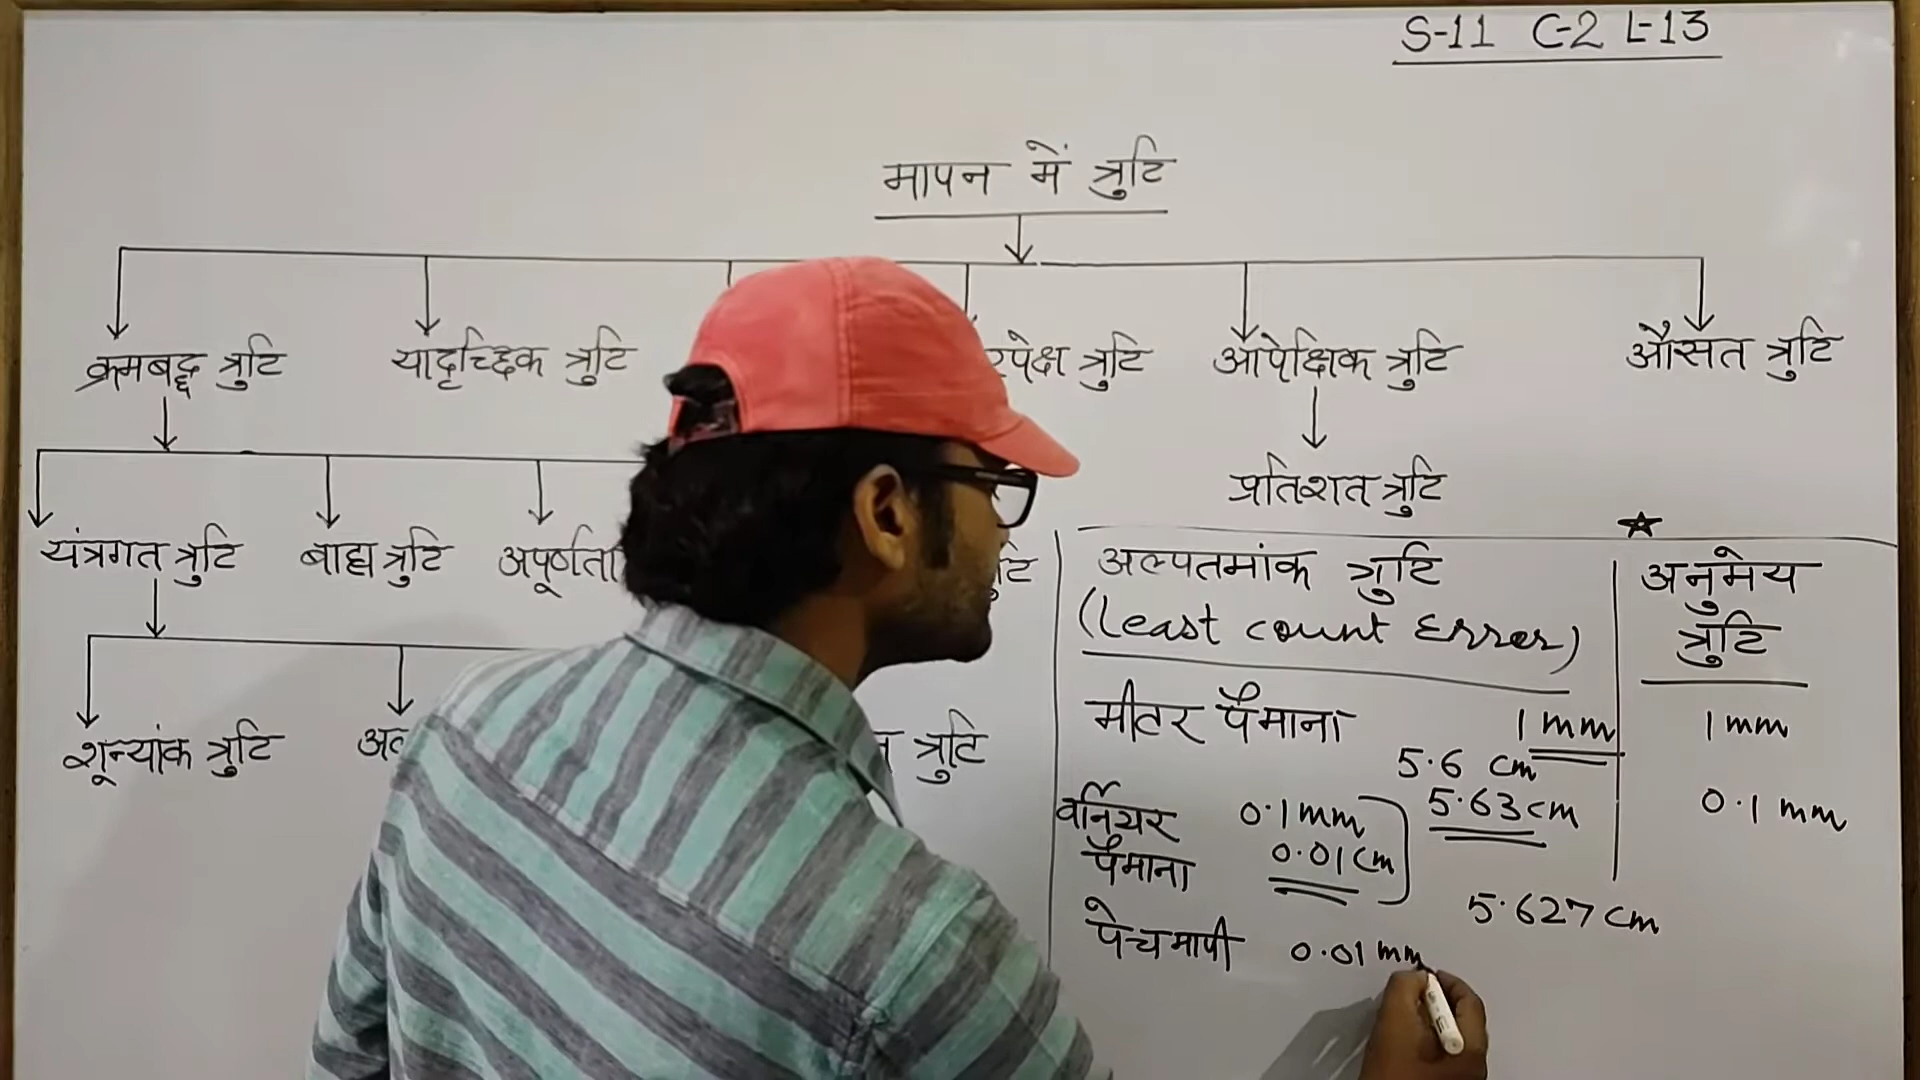 S-11 C-2 L-13
मापन में त्रुटि
क्रमबद्ध त्रुटि
यादृच्छिक त्रुटि
त्रुटि
आपेक्षिक त्रुटि
औसत त्रुटि
प्रतिशत त्रुटि
यंत्रगत त्रुटि
बाह्य त्रुटि
अपूर्णता
शून्यांक त्रुटि
त्रुटि
अल्पतमांक त्रुटि
(Least count Error)
मीटर पैमाना 1 mm
5.6 cm
वर्नियर 0.1 mm 5.63 cm
पैमाना 0.01 cm
5.627 cm
पेचमापी 0.01 mm
अनुमेय
त्रुटि
1 mm
0.1 mm